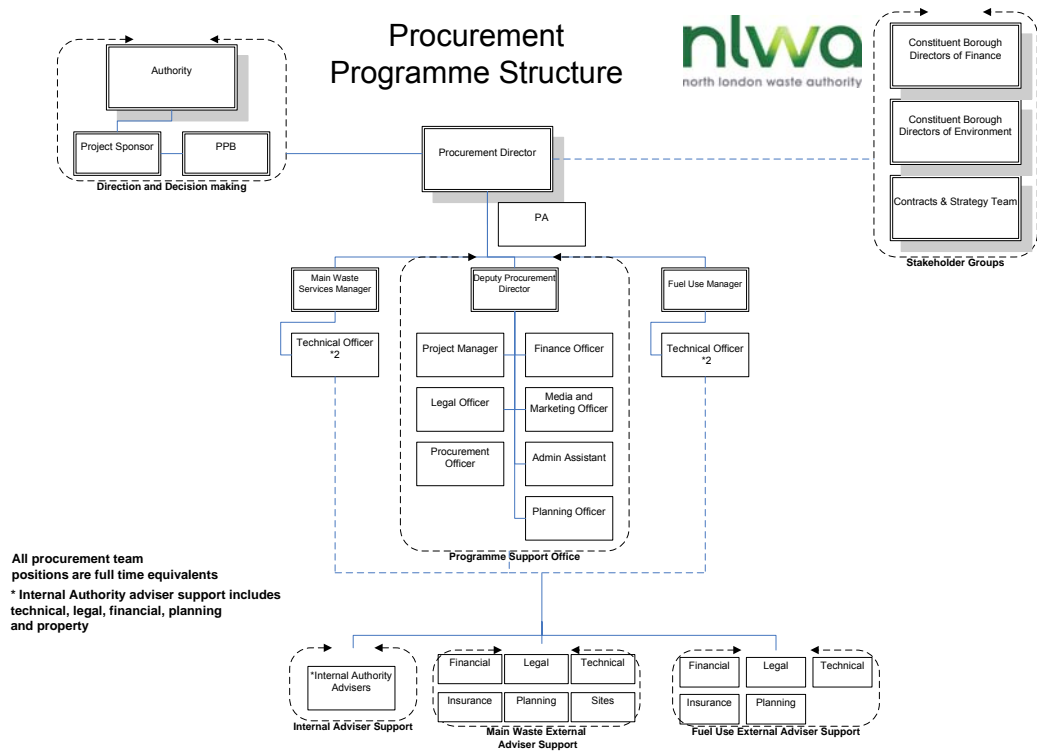 Procurement
Programme Structure
nlwa
north london waste authority
Authority
Project Sponsor
PPB
Direction and Decision making
Procurement Director
PA
Constituent Borough
Directors of Finance
Constituent Borough
Directors of Environment
Contracts & Strategy Team
Stakeholder Groups
Main Waste
Services Manager
Deputy Procurement
Director
Fuel Use Manager
Technical Officer
*2
Technical Officer
*2
Project Manager
Finance Officer
Legal Officer
Media and
Marketing Officer
Procurement
Officer
Admin Assistant
Planning Officer
Programme Support Office
All procurement team
positions are full time equivalents
* Internal Authority adviser support includes
technical, legal, financial, planning
and property
*Internal Authority
Advisers
Internal Adviser Support
Financial
Legal
Technical
Insurance
Planning
Sites
Main Waste External
Adviser Support
Financial
Legal
Technical
Insurance
Planning
Fuel Use External Adviser Support